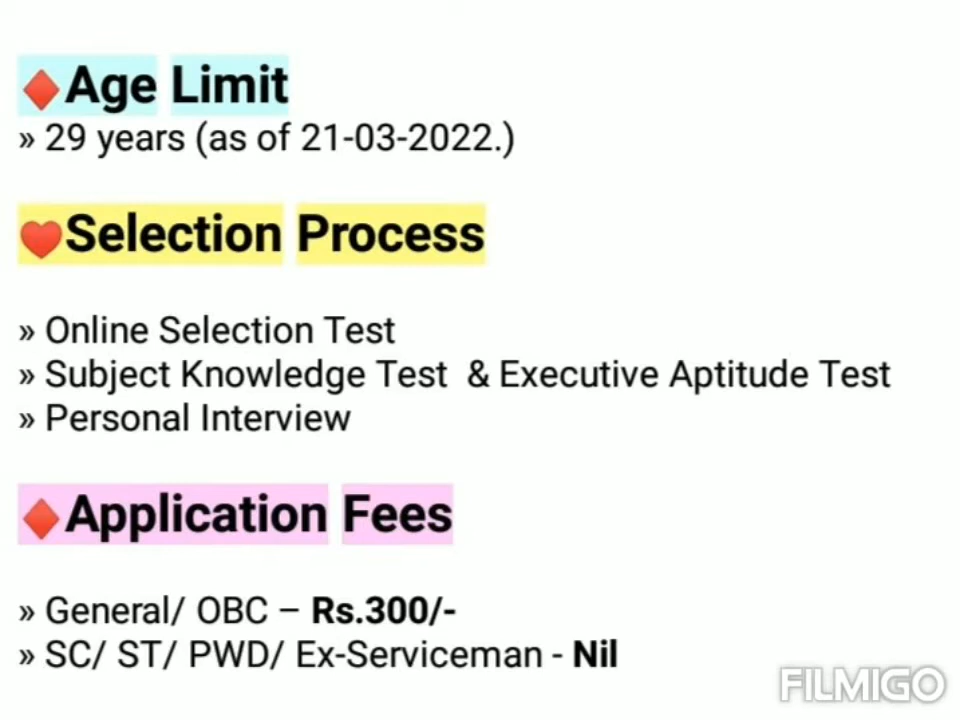 ♦️Age Limit
» 29 years (as of 21-03-2022.)
❤️Selection Process
» Online Selection Test
» Subject Knowledge Test & Executive Aptitude Test
» Personal Interview
♦️Application Fees
» General/ OBC – Rs.300/-
» SC/ ST/ PWD/ Ex-Serviceman - Nil
FILMIGO